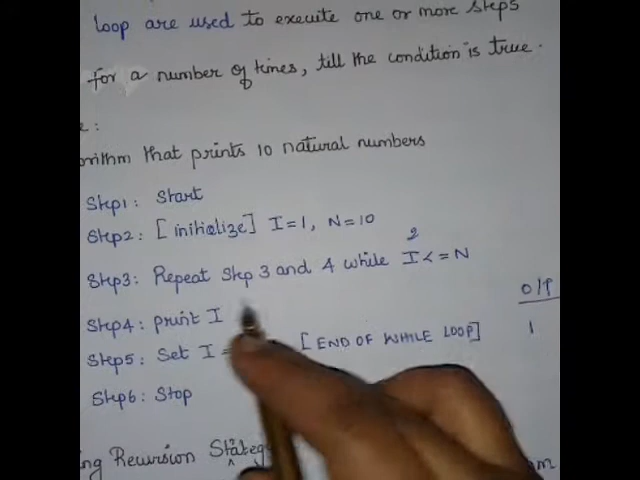 loop are used to execute one or more steps
for a number of times, till the condition is true.
e:
orithm that prints 10 natural numbers
Step1: Start
Step2: [initialize] I=1, N=10
2
Step3: Repeat Step 3 and 4 while I<=N
o/p
Step4: print I
1
Step5: Set I = [END OF WHILE LOOP]
Step6: Stop
ng Recursion
m